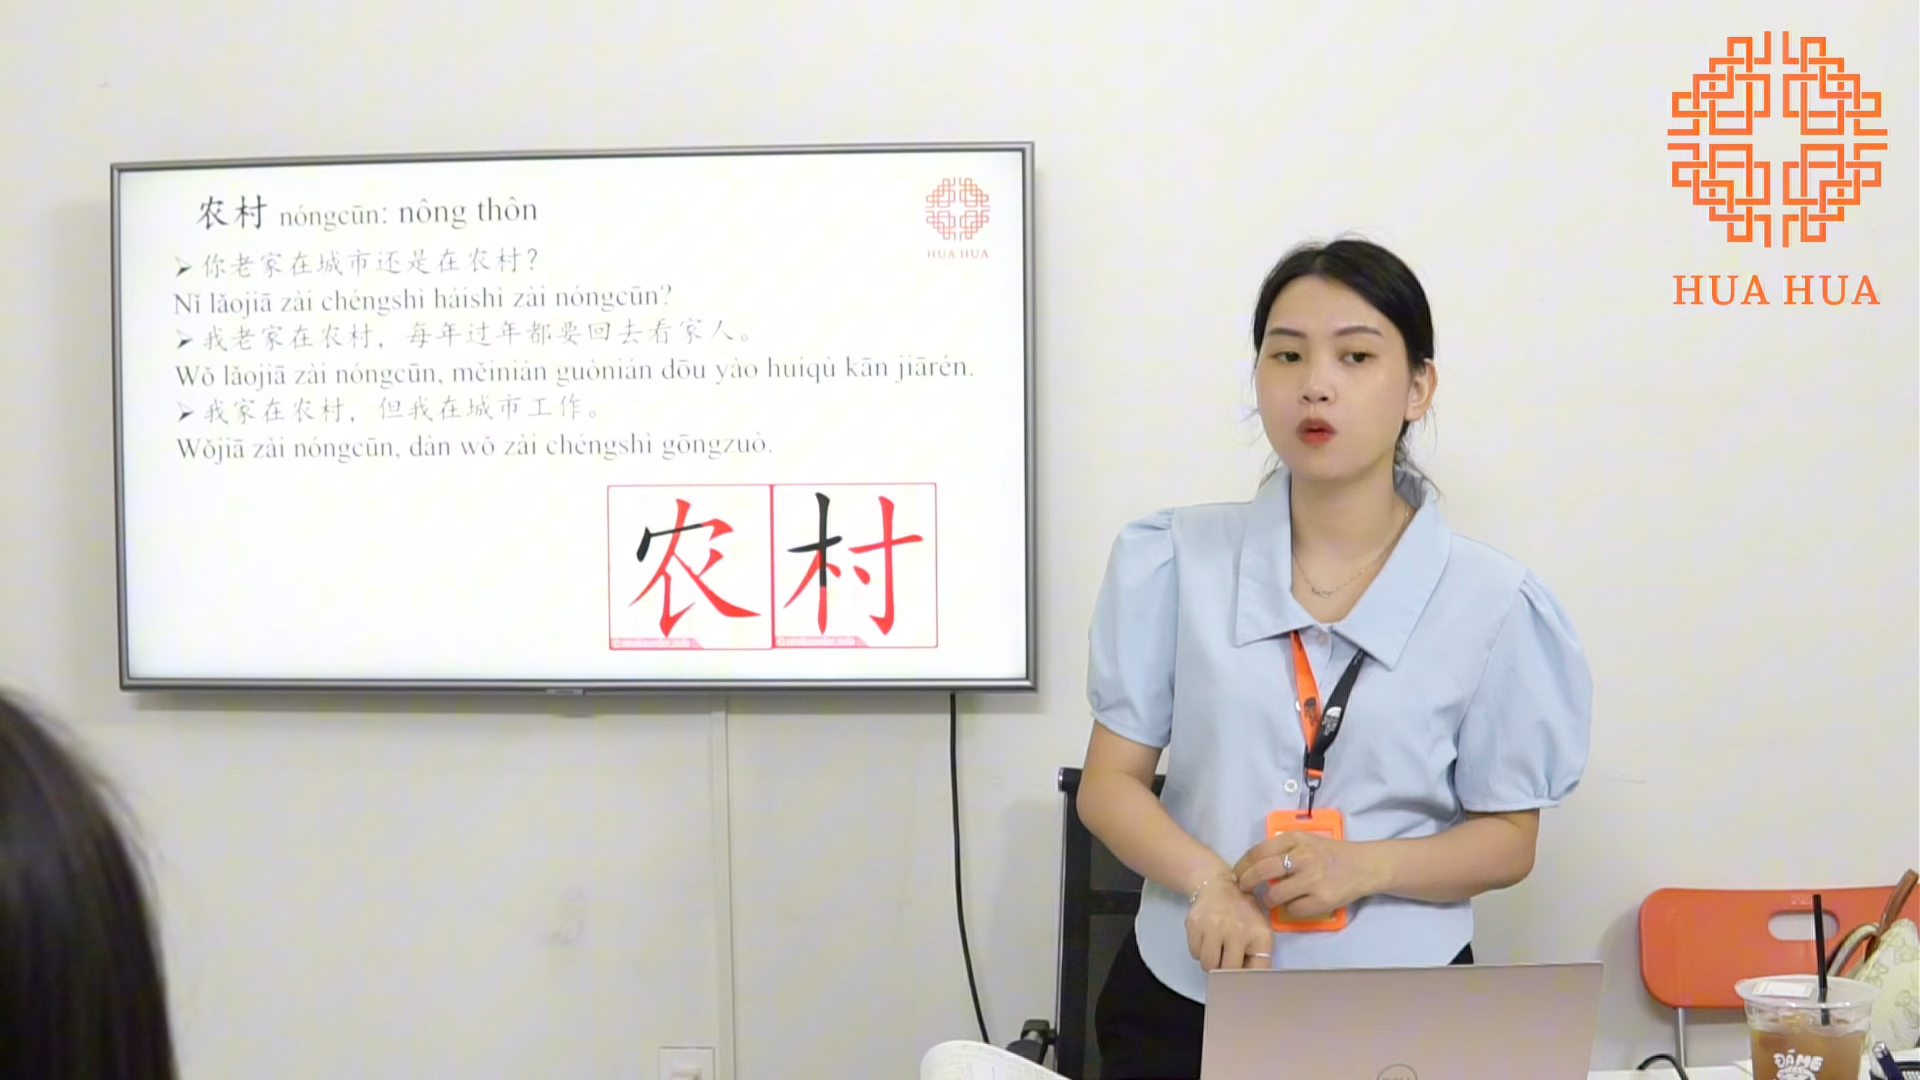 农村 nóngcūn: nông thôn
HUA HUA
➢ 你老家在城市还是在农村?
Nǐ lǎojiā zài chéngshì háishì zài nóngcūn?
➢ 我老家在农村，每年过年都要回去看家人。
Wǒ lǎojiā zài nóngcūn, měinián guònián dōu yào huíqù kān jiārén.
➢ 我家在农村，但我在城市工作。
Wǒjiā zài nóngcūn, dàn wǒ zài chéngshì gōngzuò.
农村
HUA HUA
ĐÁ ME